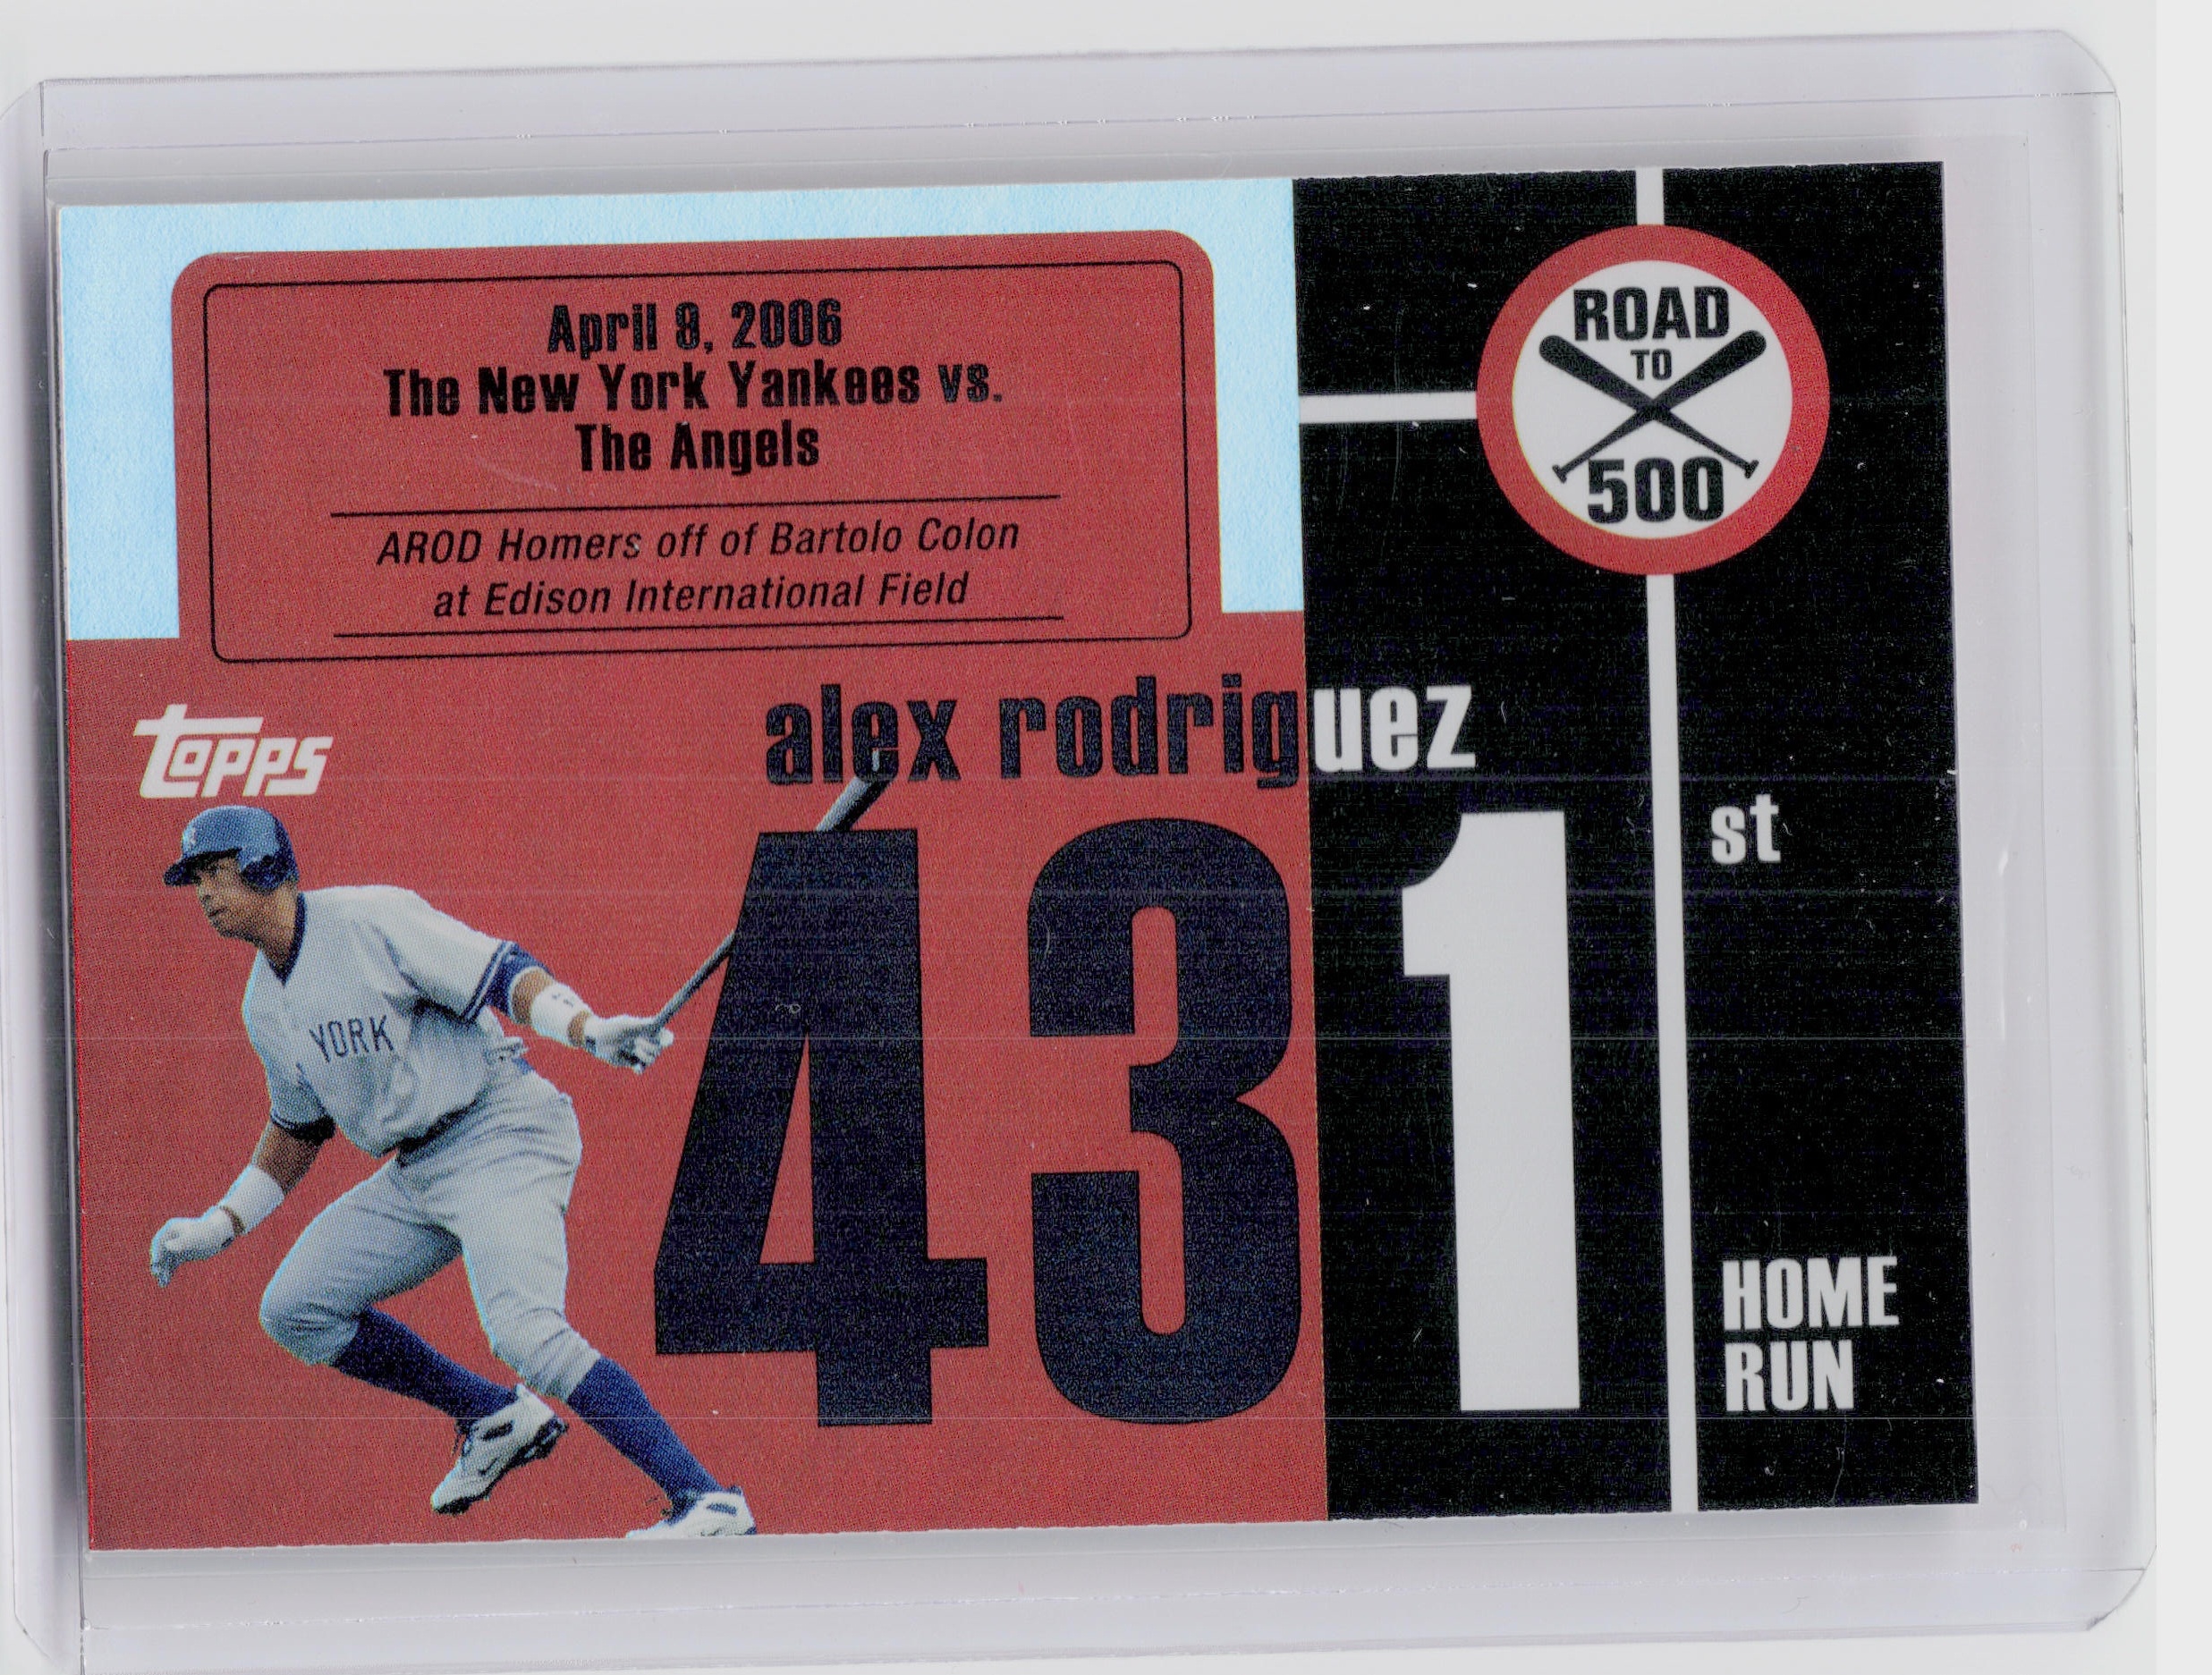 April 9, 2006
The New York Yankees vs.
The Angels
AROD Homers off of Bartolo Colon
at Edison International Field
ROAD
TO
500
alex rodriguez
topps
431
st
YORK
HOME
RUN